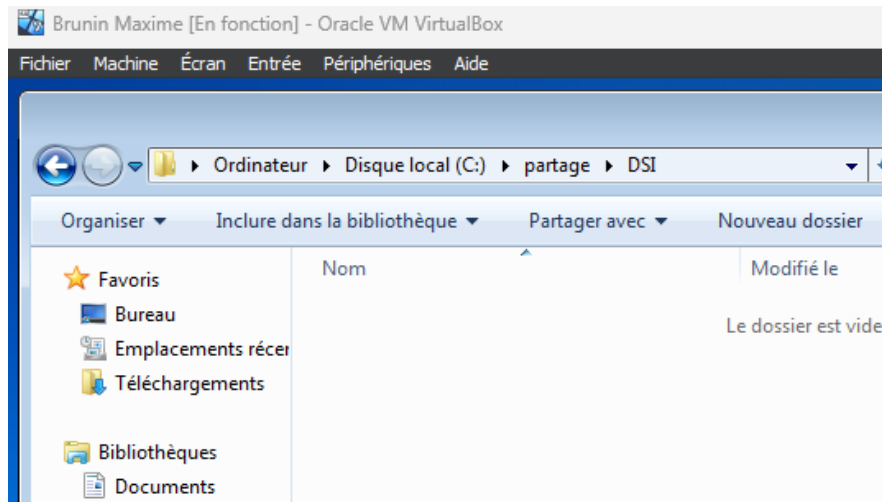 Brunin Maxime [En fonction] - Oracle VM VirtualBox
Fichier Machine Écran Entrée Périphériques Aide
Ordinateur Disque local (C:) partage DSI
Organiser Inclure dans la bibliothèque Partager avec Nouveau dossier
Favoris
Nom Modifié le
Bureau
Le dossier est vide
Emplacements récer
Téléchargements
Bibliothèques
Documents